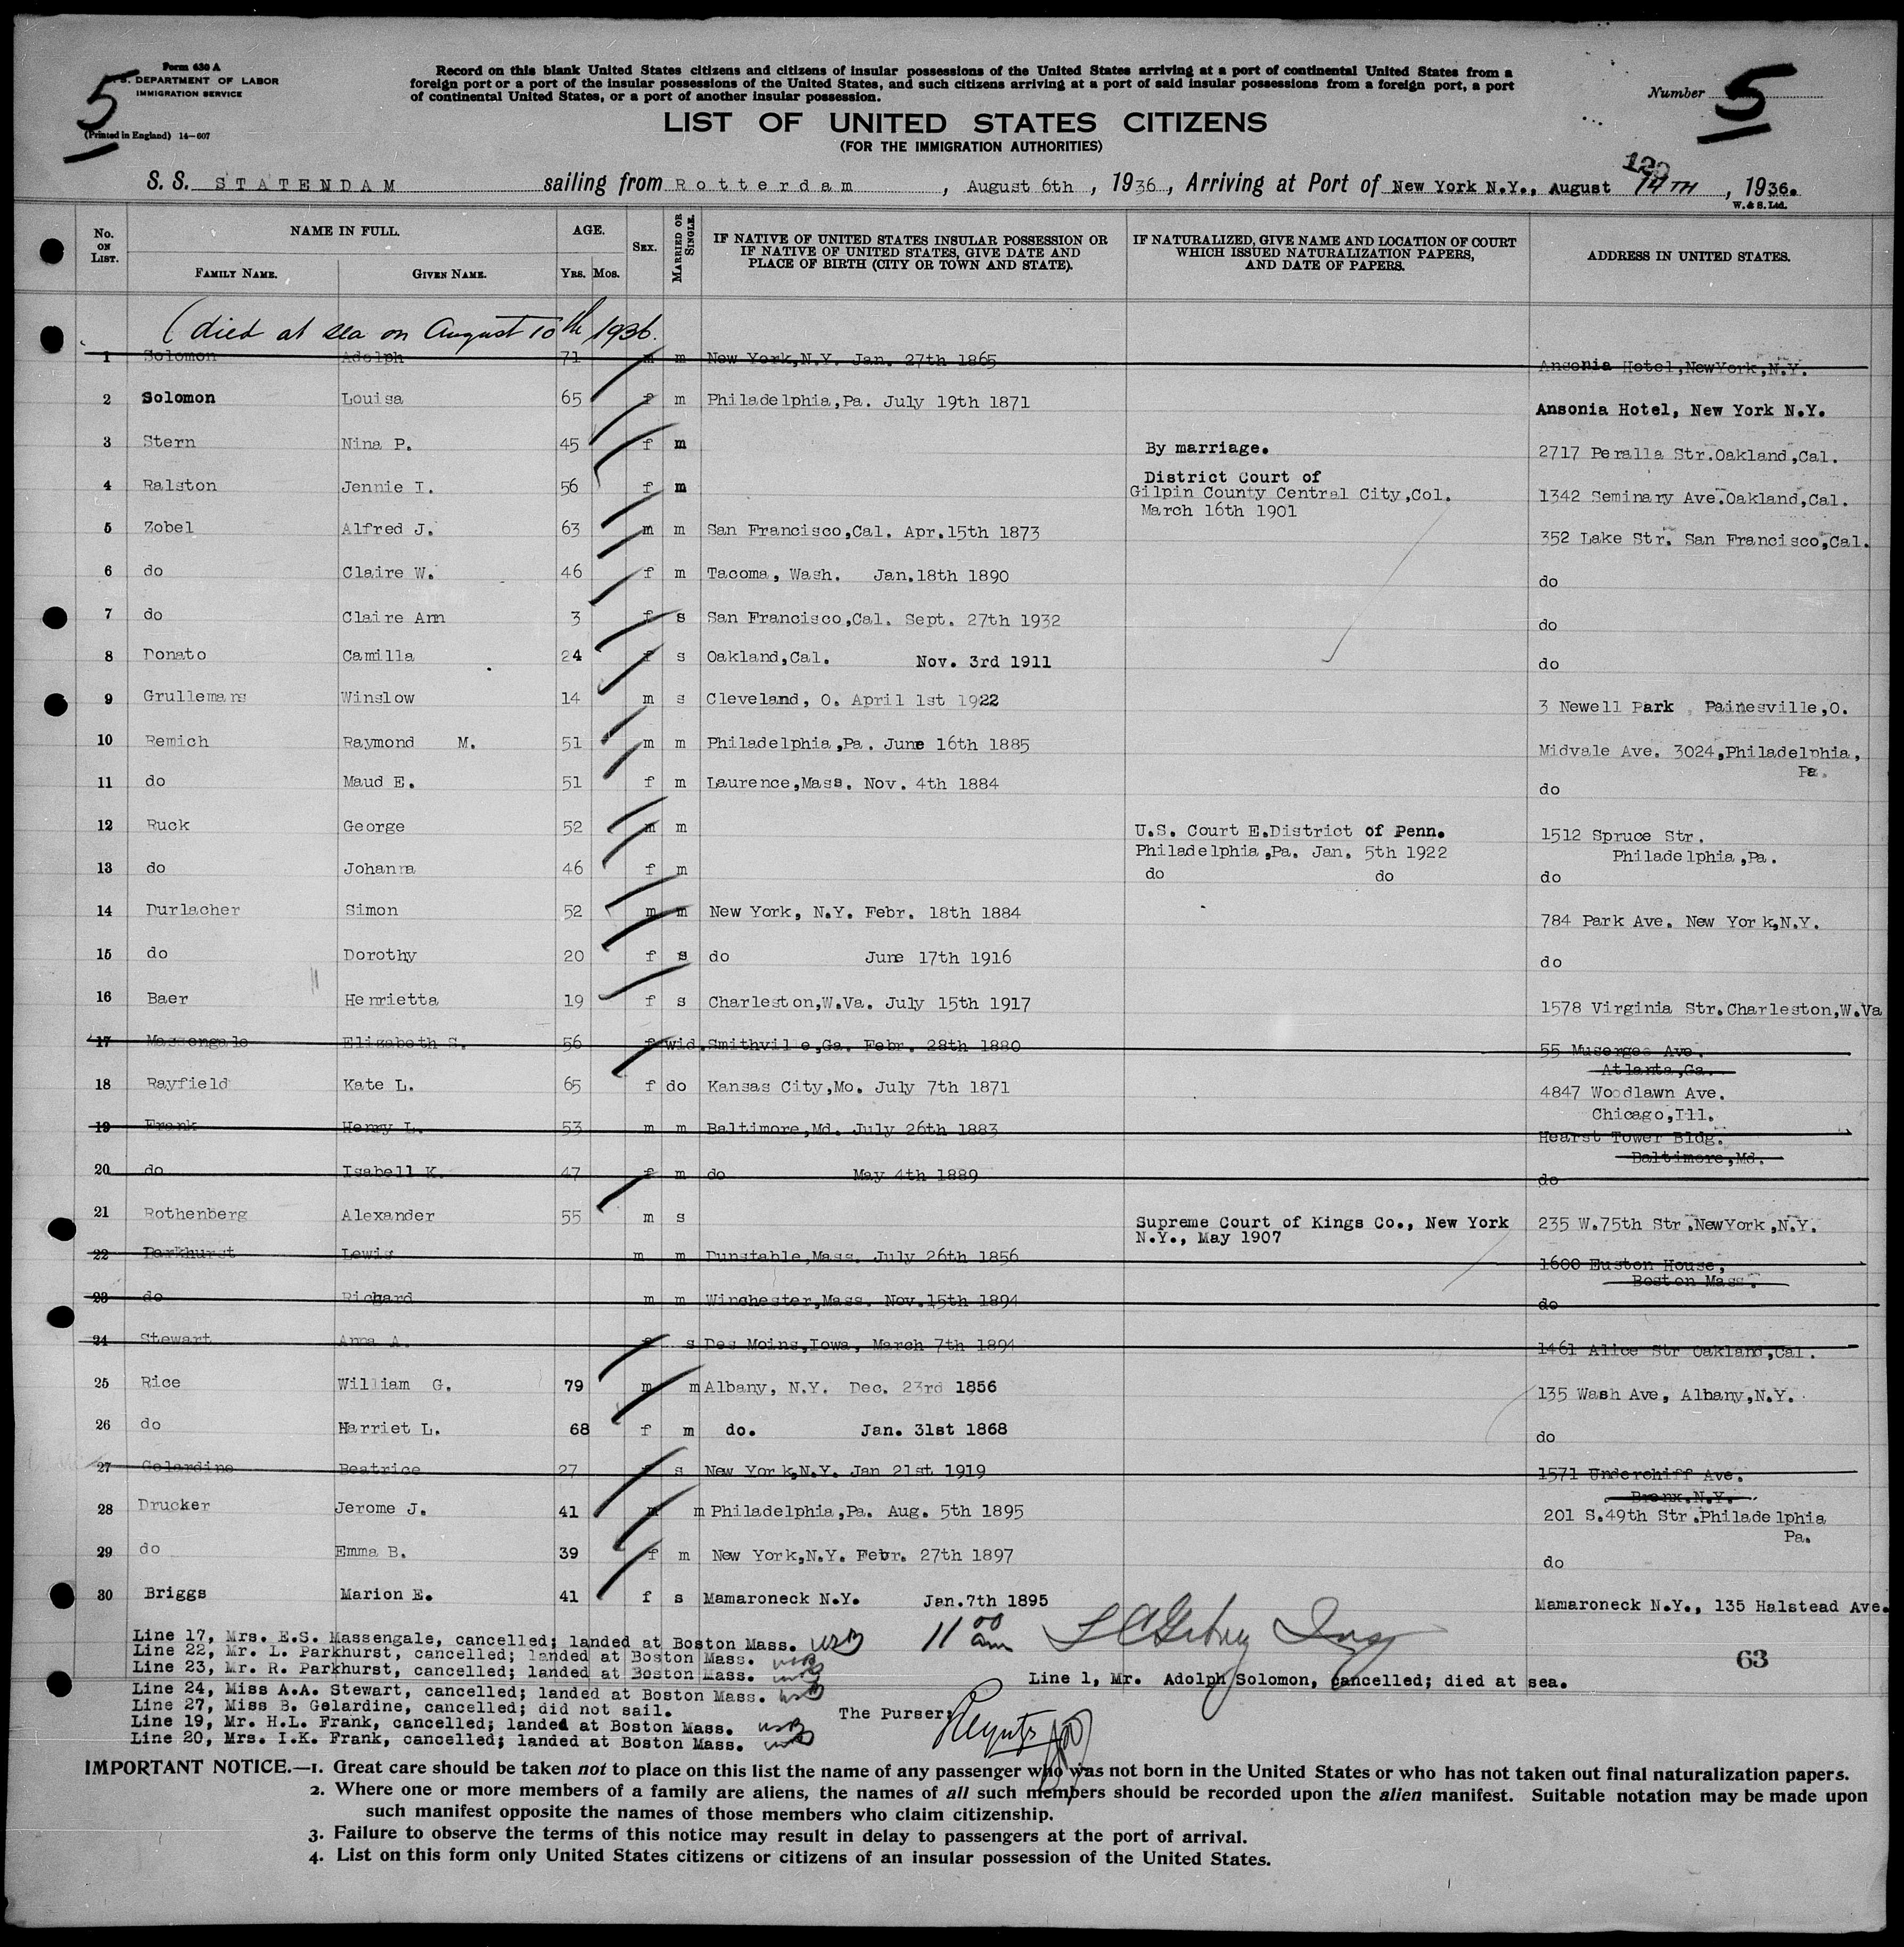 Form 630 A
U.S. DEPARTMENT OF LABOR
IMMIGRATION SERVICE
(Printed in England) 14—607
5
Record on this blank United States citizens and citizens of insular possessions of the United States arriving at a port of continental United States from a
foreign port or a port of the insular possessions of the United States, and such citizens arriving at a port of said insular possessions from a foreign port, a port
of continental United States, or a port of another insular possession.
Number 5
LIST OF UNITED STATES CITIZENS
(FOR THE IMMIGRATION AUTHORITIES)
120
S. S. STATENDAM sailing from Rotterdam, August 6th, 1936, Arriving at Port of New York N.Y., August 14TH, 1936.
W. & S. Ltd.
No. ON LIST. NAME IN FULL. FAMILY NAME. GIVEN NAME. AGE. YRS. MOS. SEX. MARRIED OR SINGLE. IF NATIVE OF UNITED STATES INSULAR POSSESSION OR IF NATIVE OF UNITED STATES, GIVE DATE AND PLACE OF BIRTH (CITY OR TOWN AND STATE). IF NATURALIZED, GIVE NAME AND LOCATION OF COURT WHICH ISSUED NATURALIZATION PAPERS, AND DATE OF PAPERS. ADDRESS IN UNITED STATES.
(died at sea on August 10th 1936.
1 Solomon Adolph 71 m m New York,N.Y. Jan. 27th 1865 Ansonia Hotel,NewYork,N.Y.
2 Solomon Louisa 65 f m Philadelphia,Pa. July 19th 1871 Ansonia Hotel, New York N.Y.
3 Stern Nina P. 45 f m By marriage. 2717 Peralla Str.Oakland,Cal.
4 Ralston Jennie I. 56 f m District Court of Gilpin County Central City,Col. March 16th 1901 1342 Seminary Ave.Oakland,Cal.
5 Zobel Alfred J. 63 m m San Francisco,Cal. Apr.15th 1873 352 Lake Str. San Francisco,Cal.
6 do Claire W. 46 f m Tacoma, Wash. Jan.18th 1890 do
7 do Claire Ann 3 f s San Francisco,Cal. Sept. 27th 1932 do
8 Donato Camilla 24 f s Oakland,Cal. Nov. 3rd 1911 do
9 Grullemans Winslow 14 m s Cleveland, O. April 1st 1922 3 Newell Park Painesville,O.
10 Remich Raymond M. 51 m m Philadelphia,Pa. June 16th 1885 Midvale Ave. 3024,Philadelphia, Pa.
11 do Maud E. 51 f m Laurence,Mass. Nov. 4th 1884 do
12 Ruck George 52 m m U.S. Court E.District of Penn. Philadelphia,Pa. Jan. 5th 1922 1512 Spruce Str. Philadelphia,Pa.
13 do Johanna 46 f m do do do
14 Durlacher Simon 52 m m New York, N.Y. Febr. 18th 1884 784 Park Ave. New York,N.Y.
15 do Dorothy 20 f s do June 17th 1916 do
16 Baer Henrietta 19 f s Charleston,W.Va. July 15th 1917 1578 Virginia Str.Charleston,W.Va
17 Massengale Elizabeth S. 56 f wid. Smithville,Ga. Febr. 28th 1880 55 Muscrges Ave. Atlanta,Ga.
18 Rayfield Kate L. 65 f do Kansas City,Mo. July 7th 1871 4847 Woodlawn Ave. Chicago,Ill.
19 Frank Henry L. 53 m m Baltimore,Md. July 26th 1883 Hearst Tower Bldg. Baltimore,Md.
20 do Isabell K. 47 f m do May 4th 1889 do
21 Rothenberg Alexander 55 m s Supreme Court of Kings Co., New York N.Y., May 1907 235 W.75th Str.NewYork,N.Y.
22 Parkhurst Lewis m m Dunstable,Mass. July 26th 1856 1600 Euston House, Boston Mass.
23 do Richard m m Winchester,Mass. Nov.15th 1894 do
24 Stewart Anna A. f s Des Moins,Iowa, March 7th 1894 1461 Alice Str Oakland,Cal.
25 Rice William G. 79 m m Albany, N.Y. Dec. 23rd 1856 135 Wash Ave, Albany,N.Y.
26 do Harriet L. 68 f m do. Jan. 31st 1868 do
27 Gelardine Beatrice 27 f s New York,N.Y. Jan 21st 1919 1571 Underchiff Ave. Bronx.N.Y.
28 Drucker Jerome J. 41 m m Philadelphia,Pa. Aug. 5th 1895 201 S.49th Str.Philadelphia Pa.
29 do Emma B. 39 f m New York,N.Y. Febr. 27th 1897 do
30 Briggs Marion E. 41 f s Mamaroneck N.Y. Jan.7th 1895 Mamaroneck N.Y., 135 Halstead Ave.
11 00 am
Line 17, Mrs. E.S. Massengale, cancelled; landed at Boston Mass.
Line 22, Mr. L. Parkhurst, cancelled; landed at Boston Mass.
Line 23, Mr. R. Parkhurst, cancelled; landed at Boston Mass.
63
Line 1, Mr. Adolph Solomon, cancelled; died at sea.
Line 24, Miss A.A. Stewart, cancelled; landed at Boston Mass.
Line 27, Miss B. Gelardine, cancelled; did not sail.
The Purser:
Line 19, Mr. H.L. Frank, cancelled; landed at Boston Mass.
Line 20, Mrs. I.K. Frank, cancelled; landed at Boston Mass.
IMPORTANT NOTICE.—1. Great care should be taken not to place on this list the name of any passenger who was not born in the United States or who has not taken out final naturalization papers.
2. Where one or more members of a family are aliens, the names of all such members should be recorded upon the alien manifest. Suitable notation may be made upon
such manifest opposite the names of those members who claim citizenship.
3. Failure to observe the terms of this notice may result in delay to passengers at the port of arrival.
4. List on this form only United States citizens or citizens of an insular possession of the United States.